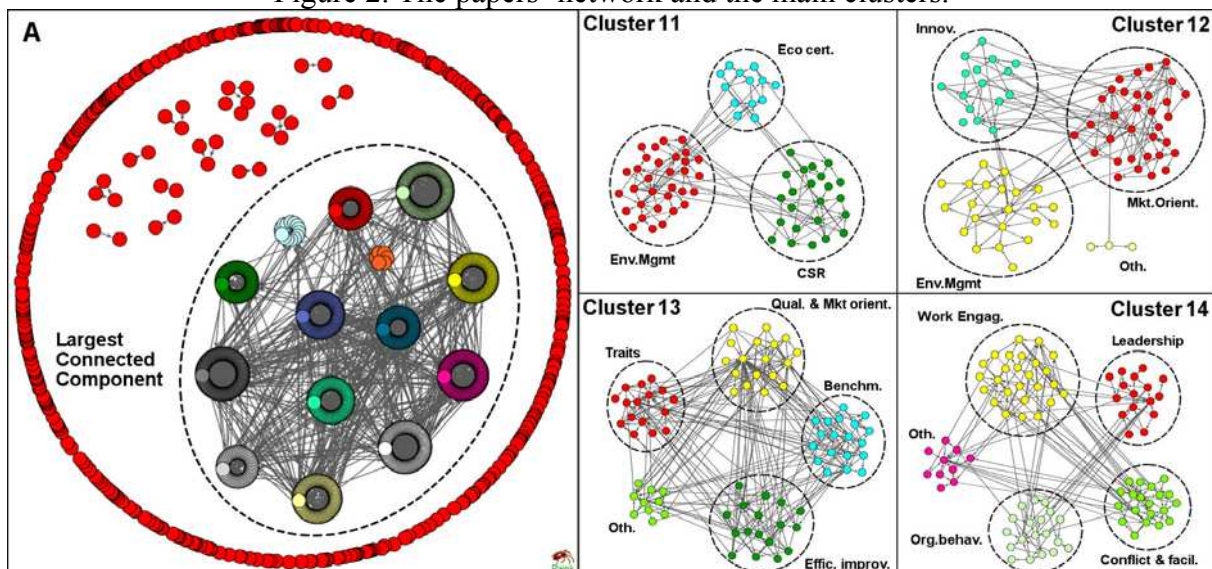 Figure 2: The papers' network and the main clusters.
A
Largest
Connected
Component
Cluster 11
Eco cert.
Env.Mgmt
CSR
Cluster 12
Innov.
Mkt.Orient.
Env.Mgmt
Oth.
Cluster 13
Qual. & Mkt orient.
Traits
Benchm.
Oth.
Effic. improv.
Cluster 14
Work Engag.
Leadership
Oth.
Org.behav.
Conflict & facil.